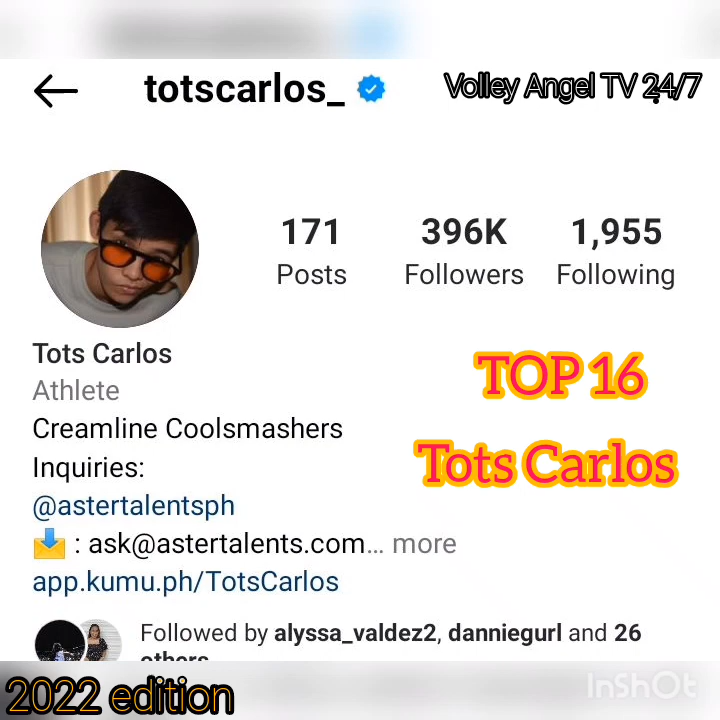 totscarlos_
Volley Angel TV 24/7
171
396K
1,955
Posts
Followers
Following
Tots Carlos
Athlete
Creamline Coolsmashers
Inquiries:
@astertalentsph
: ask@astertalents.com... more
app.kumu.ph/TotsCarlos
TOP 16
Tots Carlos
Followed by alyssa_valdez2, danniegurl and 26
others
2022 edition
InShOt